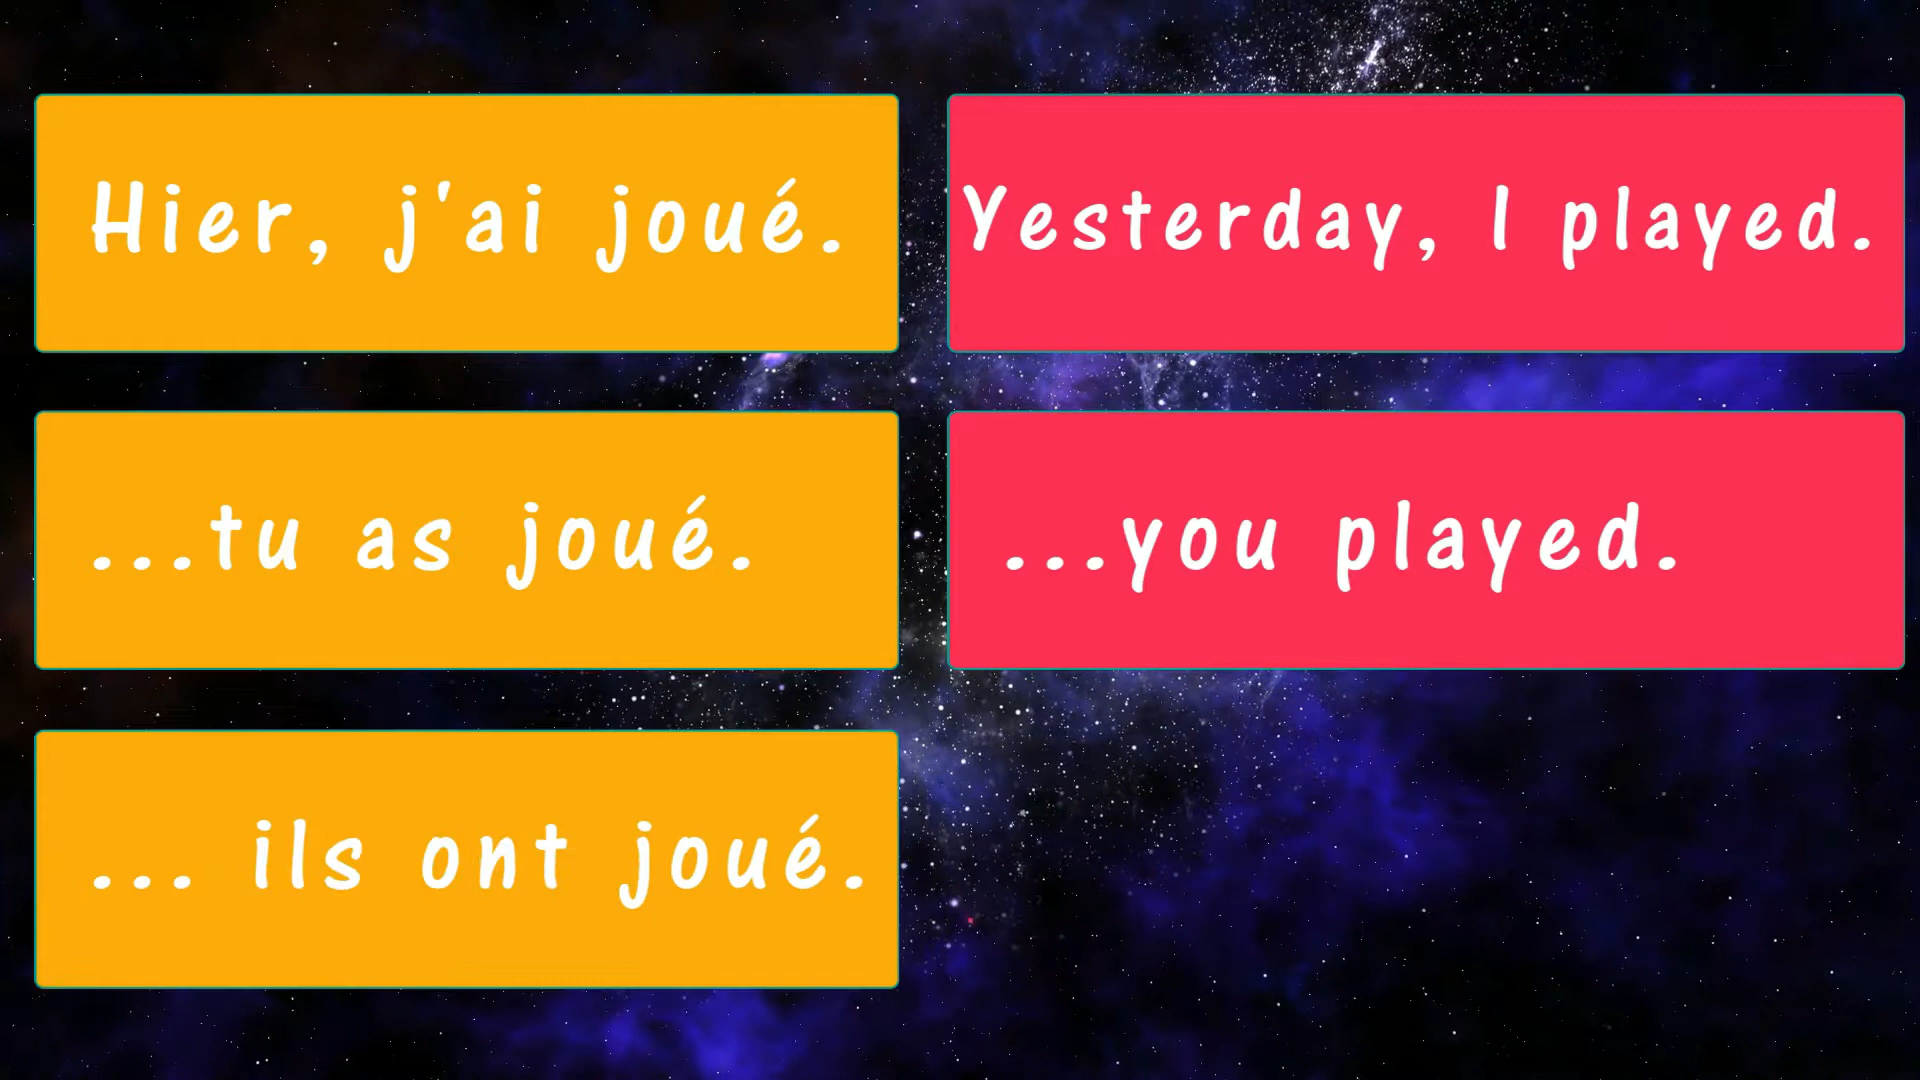 Hier, j'ai joué.
Yesterday, I played.
...tu as joué.
...you played.
... ils ont joué.